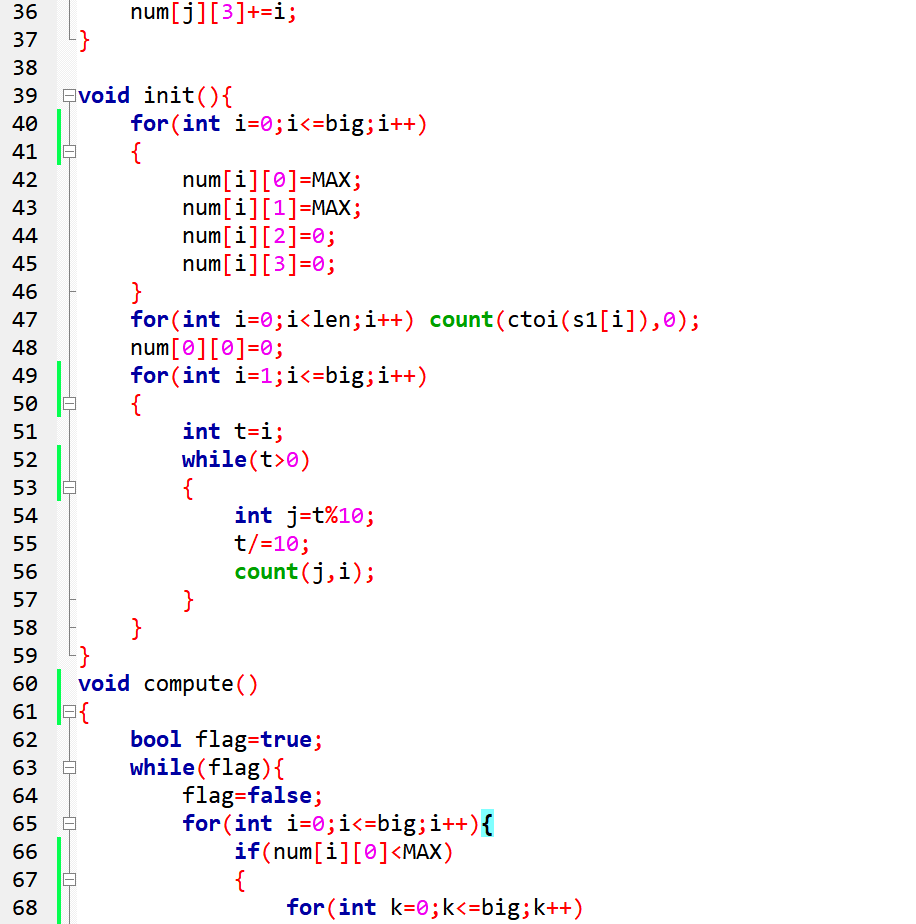 36 num[j][3]+=i;
37 }
38
39 void init(){
40 for(int i=0;i<=big;i++)
41 {
42 num[i][0]=MAX;
43 num[i][1]=MAX;
44 num[i][2]=0;
45 num[i][3]=0;
46 }
47 for(int i=0;i<len;i++) count(ctoi(s1[i]),0);
48 num[0][0]=0;
49 for(int i=1;i<=big;i++)
50 {
51 int t=i;
52 while(t>0)
53 {
54 int j=t%10;
55 t/=10;
56 count(j,i);
57 }
58 }
59 }
60 void compute()
61 {
62 bool flag=true;
63 while(flag){
64 flag=false;
65 for(int i=0;i<=big;i++){
66 if(num[i][0]<MAX)
67 {
68 for(int k=0;k<=big;k++)